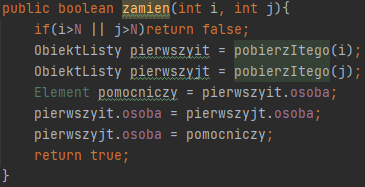 public boolean zamien(int i, int j){
if(i>N || j>N)return false;
ObiektListy pierwszyit = pobierzItego(i);
ObiektListy pierwszyjt = pobierzItego(j);
Element pomocniczy = pierwszyit.osoba;
pierwszyit.osoba = pierwszyjt.osoba;
pierwszyjt.osoba = pomocniczy;
return true;
}